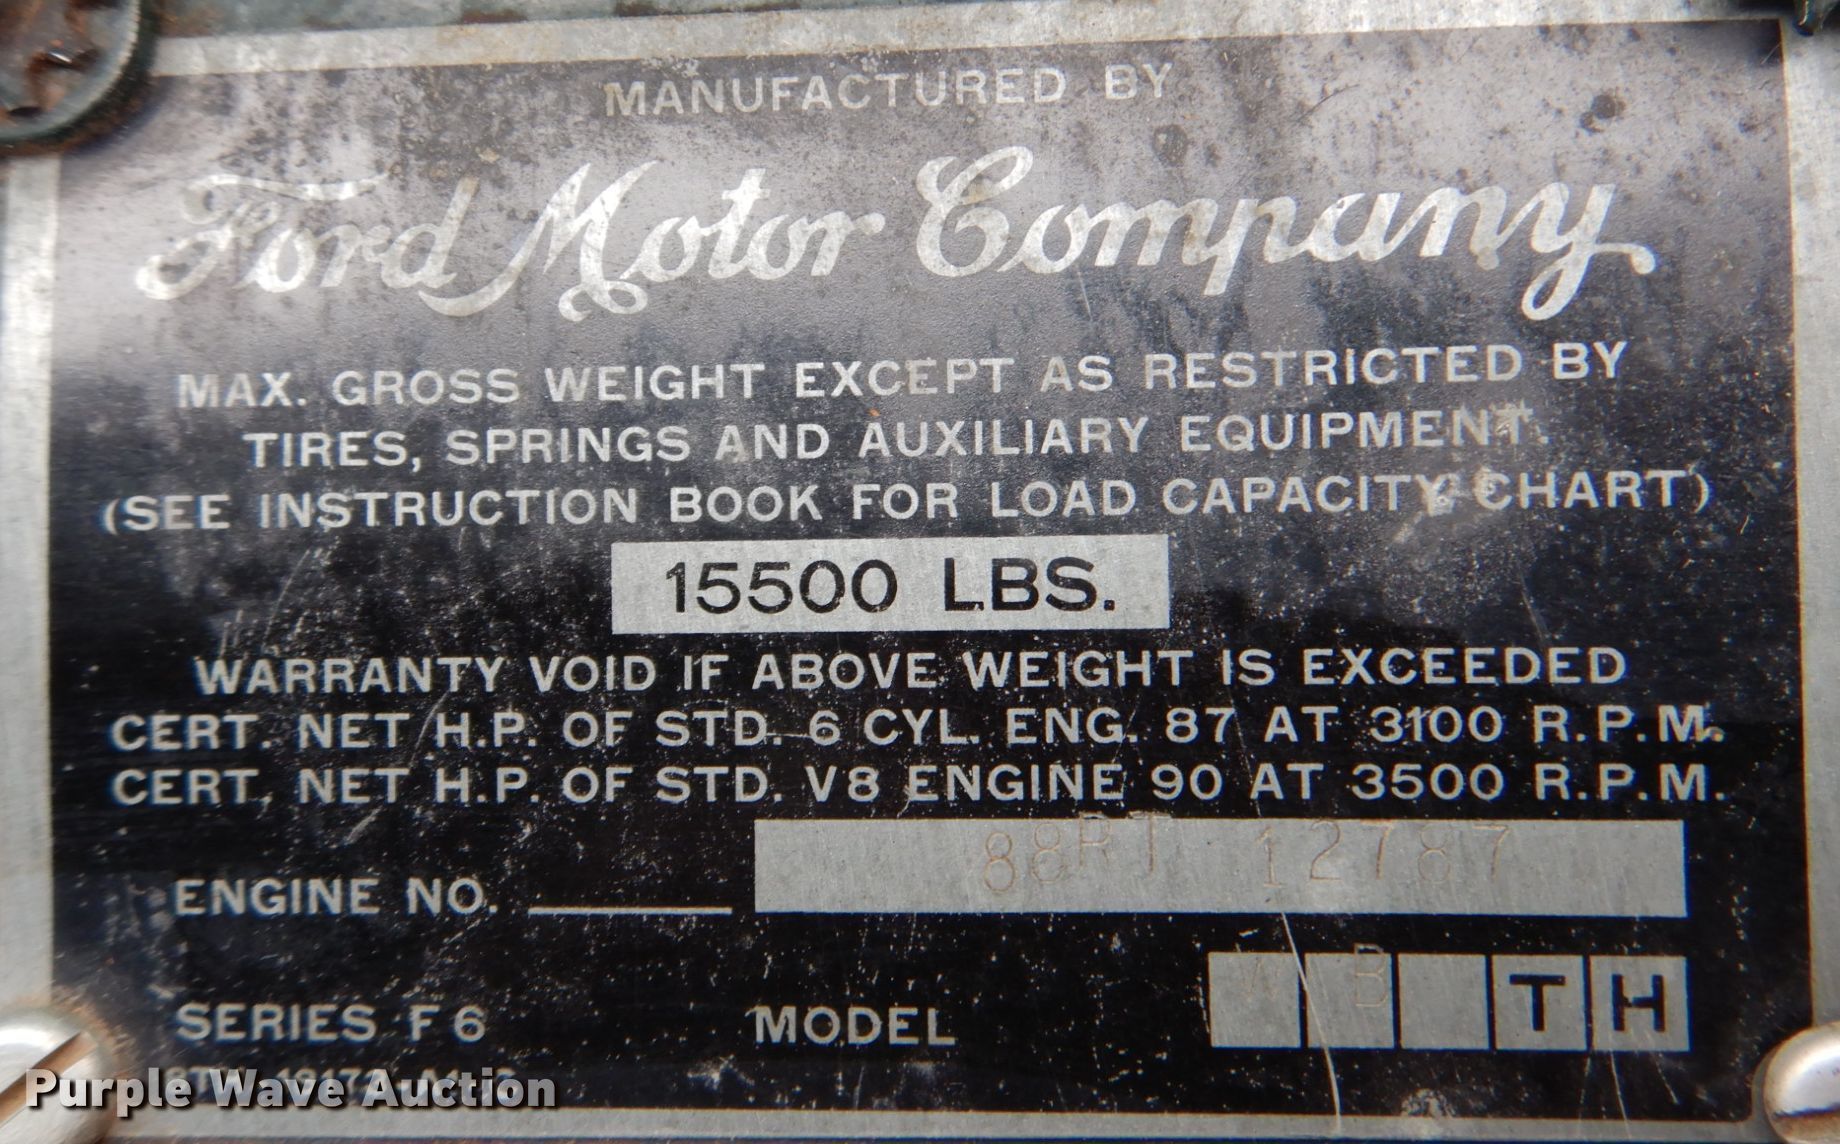 MANUFACTURED BY
Ford Motor Company
MAX. GROSS WEIGHT EXCEPT AS RESTRICTED BY
TIRES, SPRINGS AND AUXILIARY EQUIPMENT.
(SEE INSTRUCTION BOOK FOR LOAD CAPACITY CHART)
15500 LBS.
WARRANTY VOID IF ABOVE WEIGHT IS EXCEEDED
CERT. NET H.P. OF STD. 6 CYL. ENG. 87 AT 3100 R.P.M.
CERT. NET H.P. OF STD. V8 ENGINE 90 AT 3500 R.P.M.
ENGINE NO. 88RT 12787
SERIES F6 MODEL W B T H
Purple Wave Auction